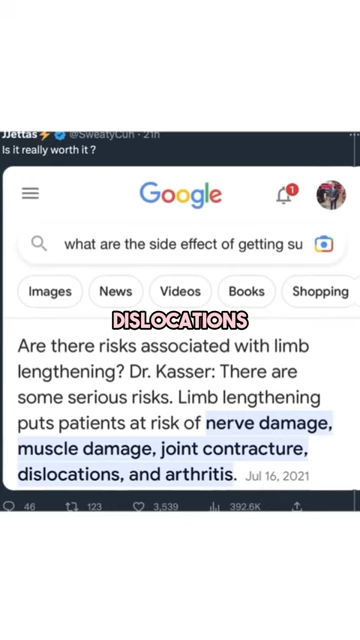 JJettas⚡ @SweatyCun · 21h
Is it really worth it ?
Google
1
what are the side effect of getting su
Images News Videos Books Shopping
DISLOCATIONS
Are there risks associated with limb
lengthening? Dr. Kasser: There are
some serious risks. Limb lengthening
puts patients at risk of nerve damage,
muscle damage, joint contracture,
dislocations, and arthritis. Jul 16, 2021
46 123 3,539 392.6K